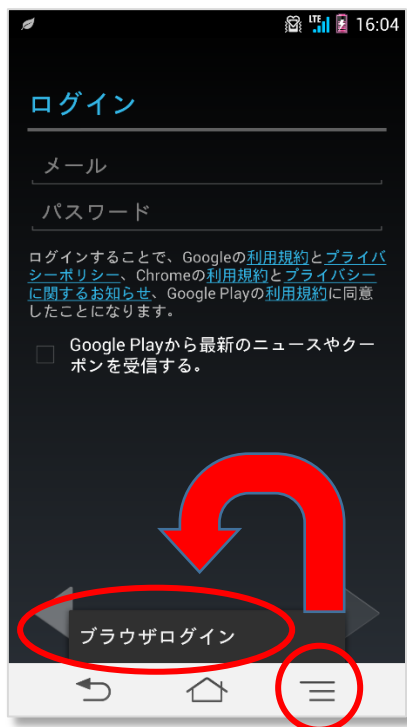 LTE 16:04
ログイン
メール
パスワード
ログインすることで、Googleの利用規約とプライバ
シーポリシー、Chromeの利用規約とプライバシー
に関するお知らせ、Google Playの利用規約に同意
したことになります。
Google Playから最新のニュースやクー
ポンを受信する。
ブラウザログイン